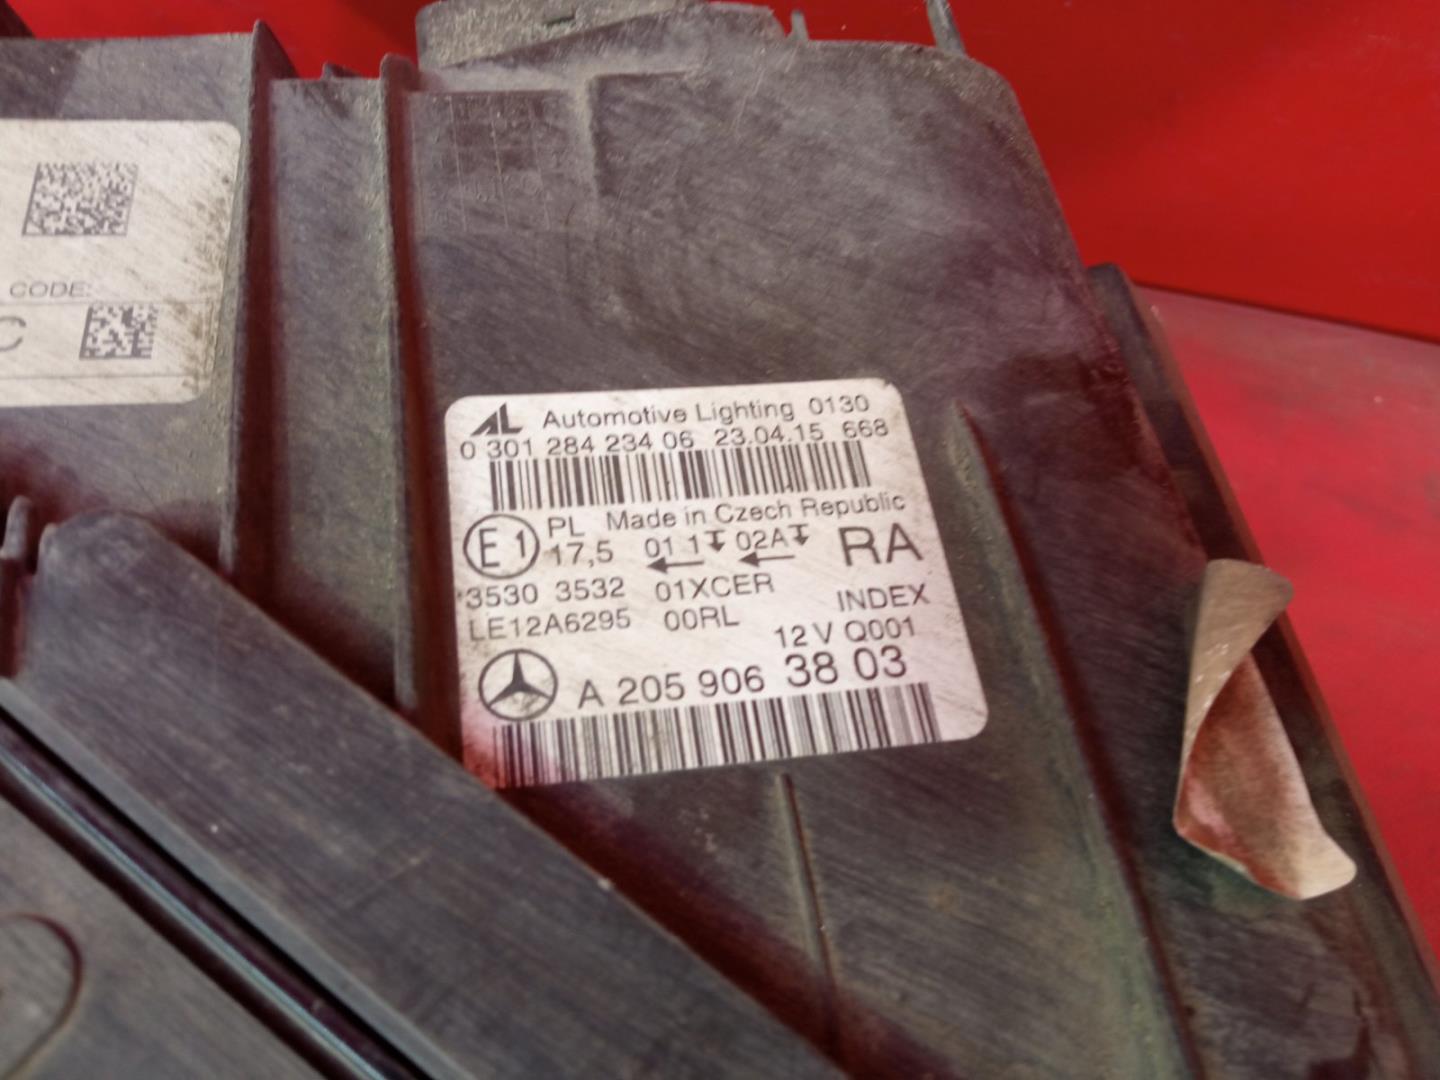 CODE:
C
AL Automotive Lighting 0130
0 301 284 234 06 23.04.15 668
E1 PL Made in Czech Republic
17,5 01 1 02A RA
3530 3532 01XCER
LE12A6295 00RL INDEX
12V Q001
A 205 906 38 03